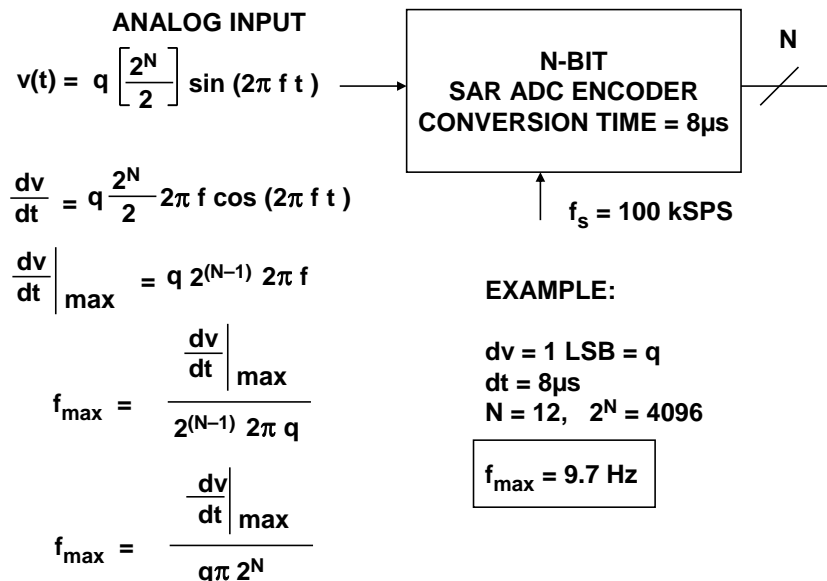 ANALOG INPUT
v(t) = q [2^N / 2] sin (2π f t )
N-BIT
SAR ADC ENCODER
CONVERSION TIME = 8µs
N
f_s = 100 kSPS
dv/dt = q 2^N / 2 2π f cos (2π f t )
dv/dt |max = q 2^(N–1) 2π f
f_max = dv/dt |max / 2^(N–1) 2π q
f_max = dv/dt |max / qπ 2^N
EXAMPLE:
dv = 1 LSB = q
dt = 8µs
N = 12, 2^N = 4096
f_max = 9.7 Hz